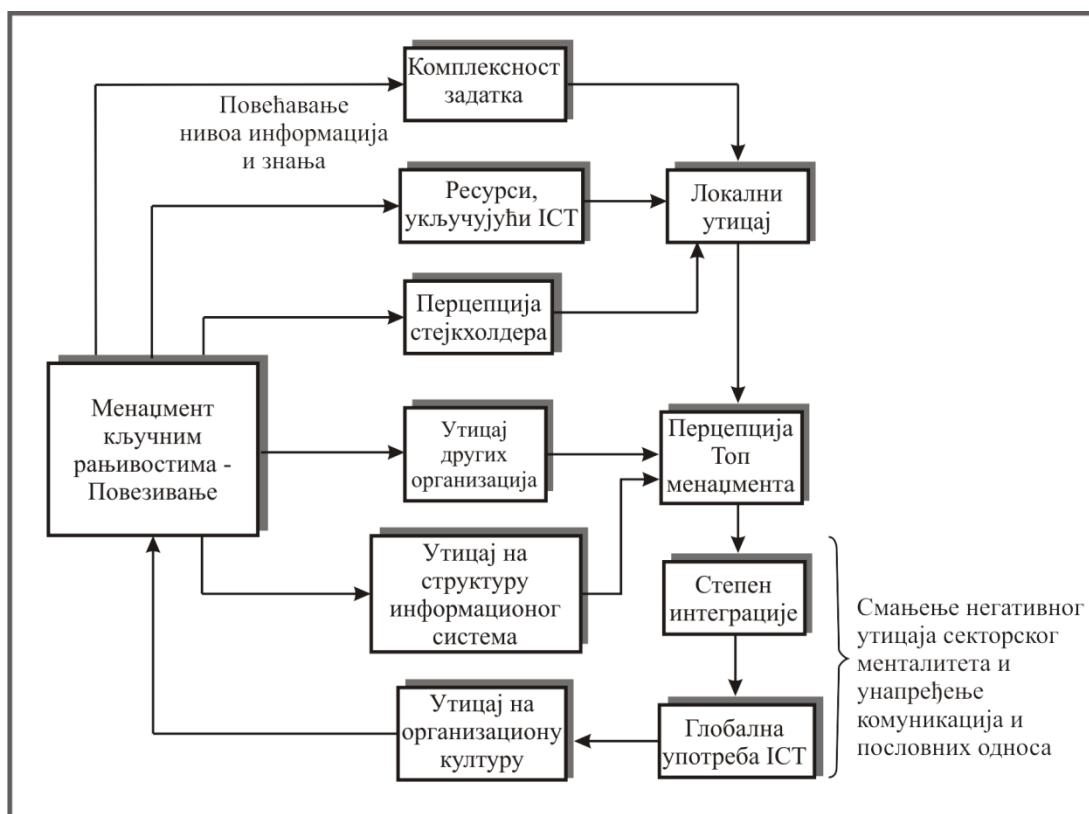 Комплексност
задатка
Повећавање
нивоа информација
и знања
Ресурси,
укључујући ICT
Локални
утицај
Перцепција
стејкхолдера
Менаџмент
кључним
рањивостима -
Повезивање
Утицај
других
организација
Перцепција
Топ
менаџмента
Утицај на
структуру
информационог
система
Степен
интеграције
Смањење негативног
утицаја секторског
менталитета и
унапређење
комуникација и
пословних односа
Утицај на
организациону
културу
Глобална
употреба ICT